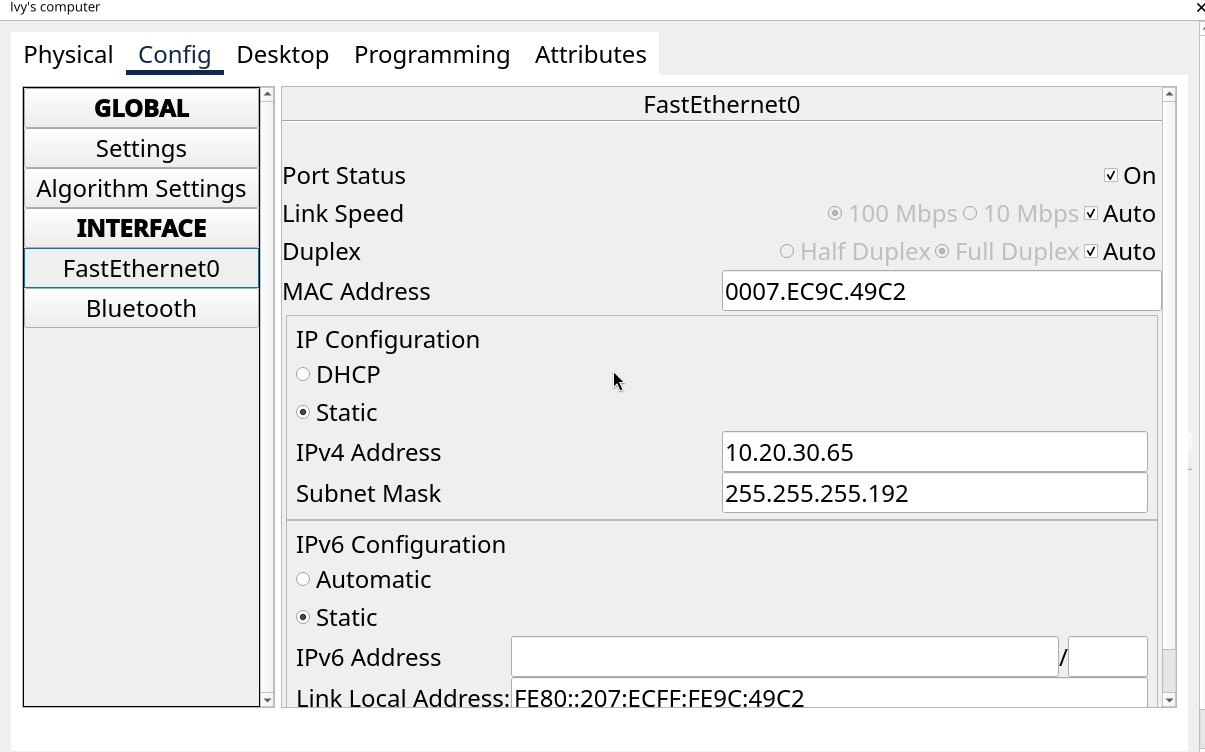 Ivy's computer
Physical Config Desktop Programming Attributes
GLOBAL
Settings
Algorithm Settings
INTERFACE
FastEthernet0
Bluetooth
FastEthernet0
Port Status On
Link Speed 100 Mbps 10 Mbps Auto
Duplex Half Duplex Full Duplex Auto
MAC Address 0007.EC9C.49C2
IP Configuration
DHCP
Static
IPv4 Address 10.20.30.65
Subnet Mask 255.255.255.192
IPv6 Configuration
Automatic
Static
IPv6 Address /
Link Local Address: FE80::207:ECFF:FE9C:49C2